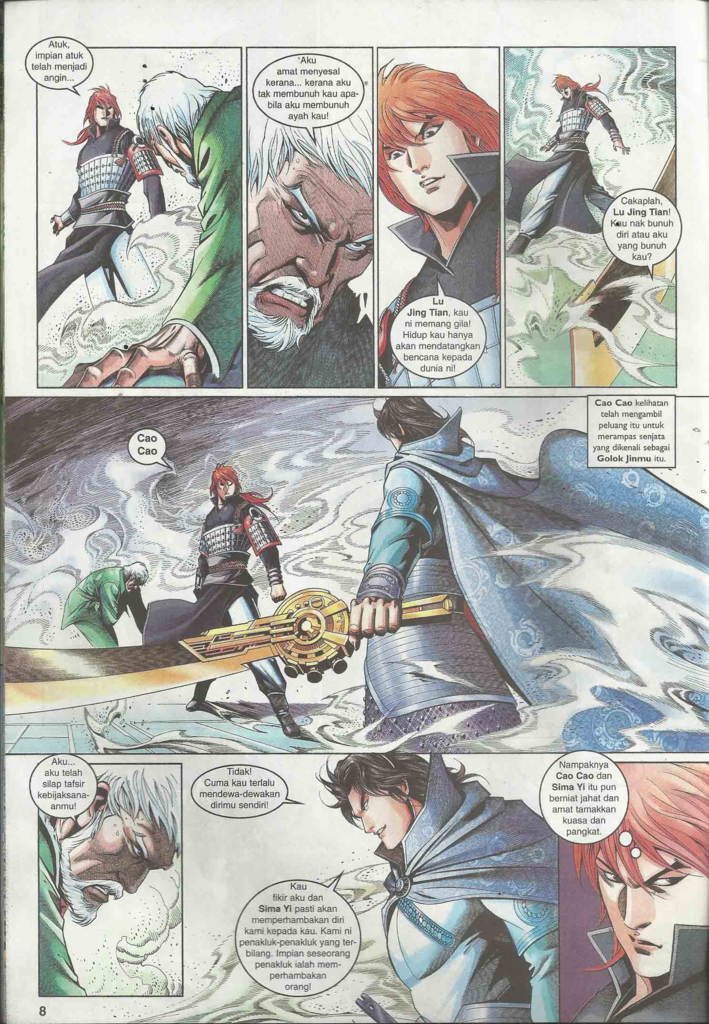 Atuk,
impian atuk
telah menjadi
angin...
'Aku
amat menyesal
kerana... kerana aku
tak membunuh kau apa-
bila aku membunuh
ayah kau!
Lu
Jing Tian, kau
ni memang gila!
Hidup kau hanya
akan mendatangkan
bencana kepada
dunia ni!
Cakaplah,
Lu Jing Tian!
Kau nak bunuh
diri atau aku
yang bunuh
kau?
Cao
Cao
Cao Cao kelihatan
telah mengambil
peluang itu untuk
merampas senjata
yang dikenali sebagai
Golok Jinmu itu.
Aku...
aku telah
silap tafsir
kebijaksana-
anmu!
Tidak!
Cuma kau terlalu
mendewa-dewakan
dirimu sendiri!
Kau
fikir aku dan
Sima Yi pasti akan
memperhambakan diri
kami kepada kau. Kami ni
penakluk-penakluk yang ter-
bilang. Impian seseorang
penakluk ialah mem-
perhambakan
orang!
Nampaknya
Cao Cao dan
Sima Yi itu pun
berniat jahat dan
amat tamakkan
kuasa dan
pangkat.
8